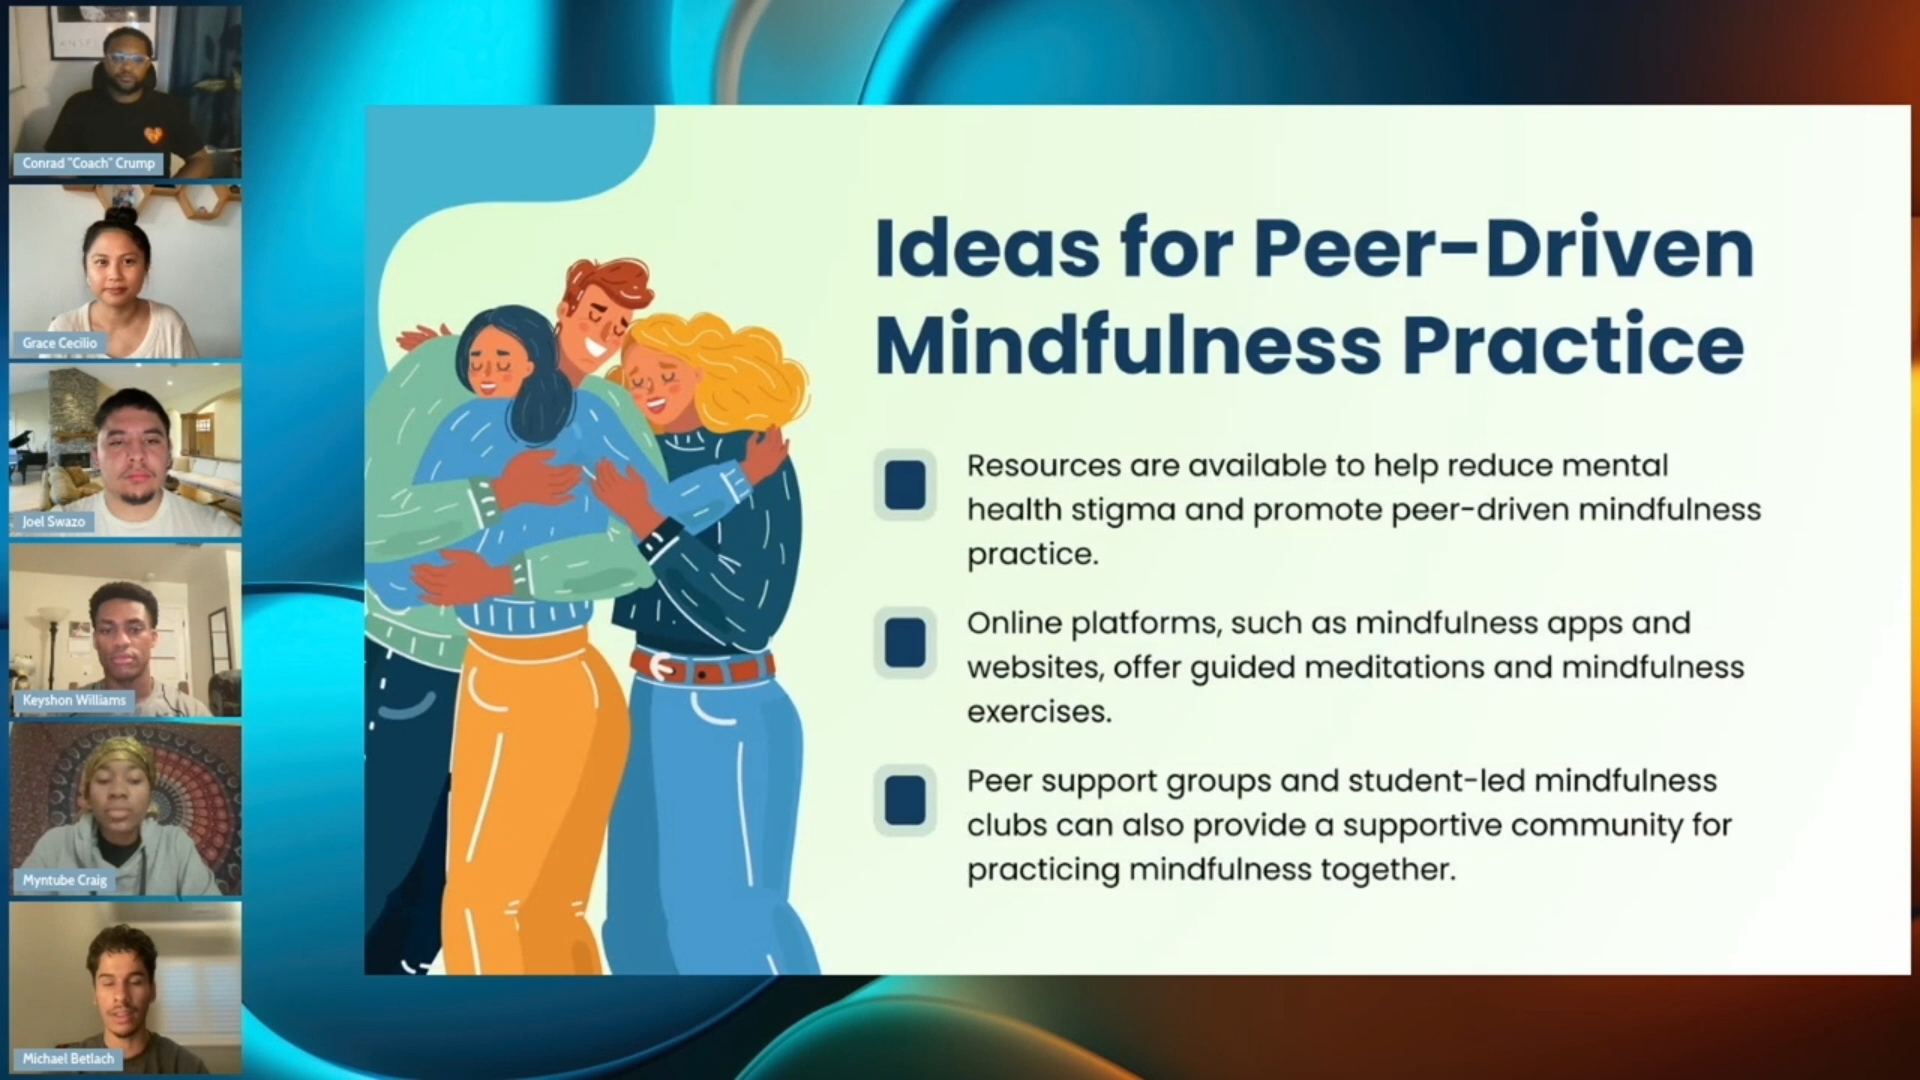 Conrad "Coach" Crump
Grace Cecilio
Joel Swazo
Keyshon Williams
Myntube Craig
Michael Betlach
Ideas for Peer-Driven
Mindfulness Practice
Resources are available to help reduce mental
health stigma and promote peer-driven mindfulness
practice.
Online platforms, such as mindfulness apps and
websites, offer guided meditations and mindfulness
exercises.
Peer support groups and student-led mindfulness
clubs can also provide a supportive community for
practicing mindfulness together.